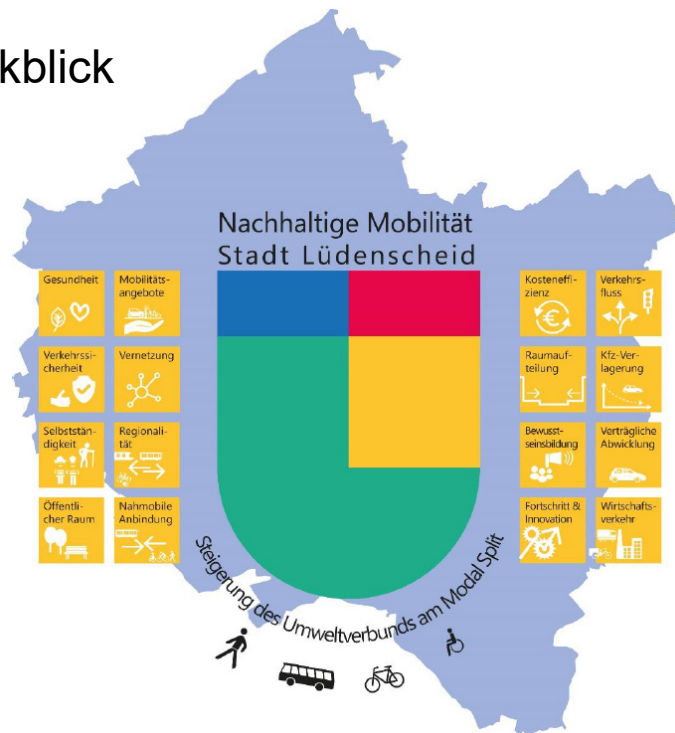 kblick
Nachhaltige Mobilität
Stadt Lüdenscheid
Gesundheit
Mobilitäts-
angebote
Verkehrssi-
cherheit
Vernetzung
Selbststän-
digkeit
Regionali-
tät
Öffentli-
cher Raum
Nahmobile
Anbindung
Kosteneffi-
zienz
Verkehrs-
fluss
Raumauf-
teilung
Kfz-Ver-
lagerung
Bewusst-
seinsbildung
Verträgliche
Abwicklung
Fortschritt &
Innovation
Wirtschafts-
verkehr
Steigerung des Umweltverbunds am Modal Split